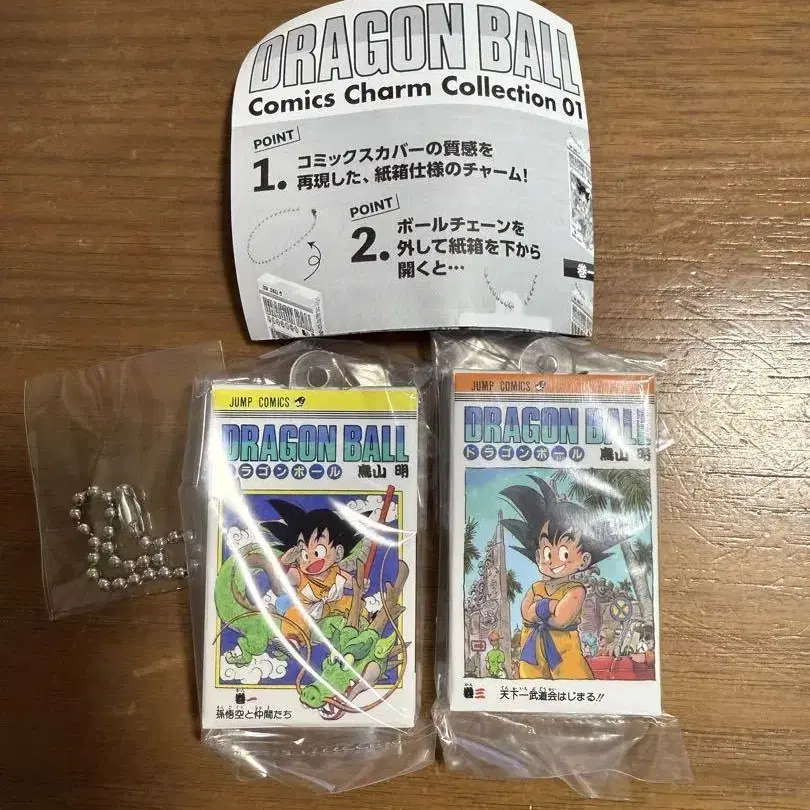 DRAGON BALL
Comics Charm Collection 01
POINT
1. コミックスカバーの質感を
再現した、紙箱仕様のチャーム!
POINT
2. ボールチェーンを
外して紙箱を下から
開くと…
巻一
JUMP COMICS
DRAGON BALL
ドラゴンボール 鳥山 明
巻一
孫悟空と仲間たち
JUMP COMICS
DRAGON BALL
ドラゴンボール 鳥山 明
巻三 天下一武道会はじまる!!